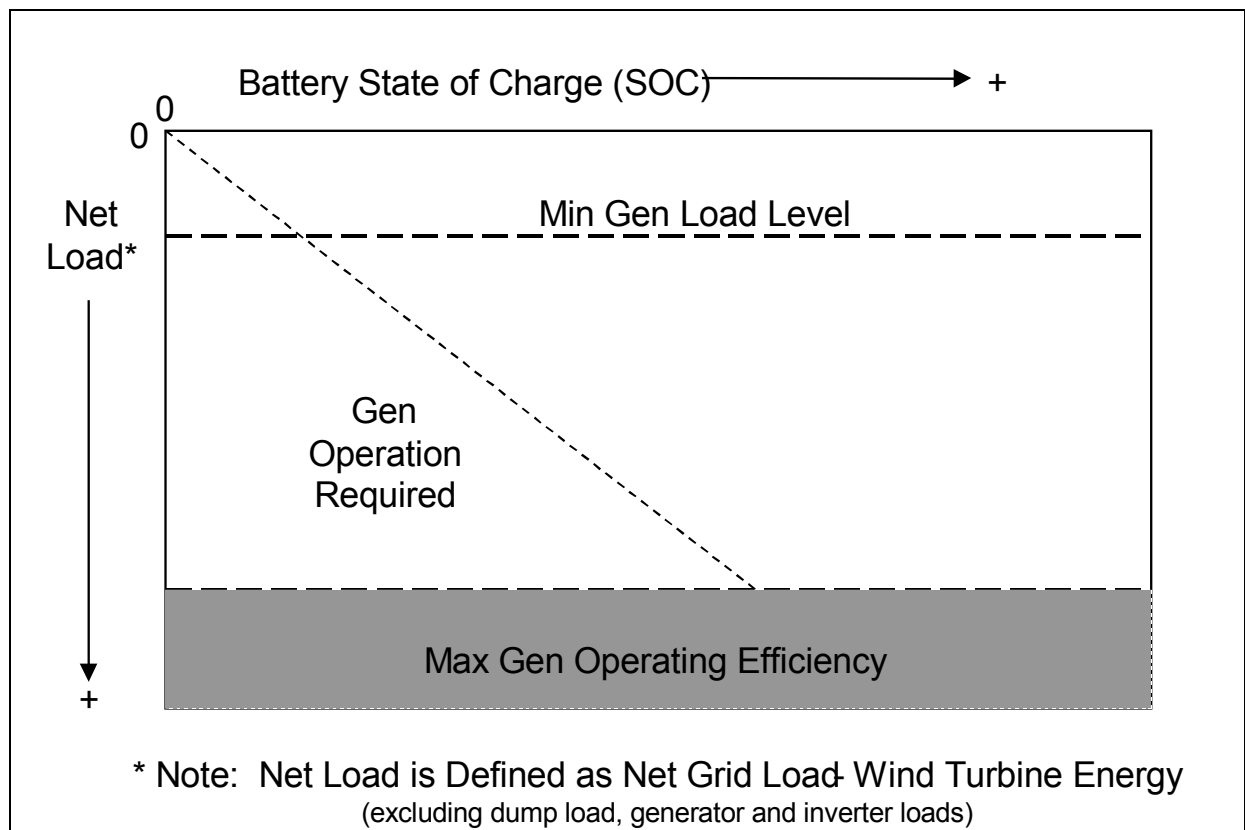 Battery State of Charge (SOC) +
0
0
Net
Load*
Min Gen Load Level
Gen
Operation
Required
Max Gen Operating Efficiency
+
* Note: Net Load is Defined as Net Grid Load- Wind Turbine Energy
(excluding dump load, generator and inverter loads)